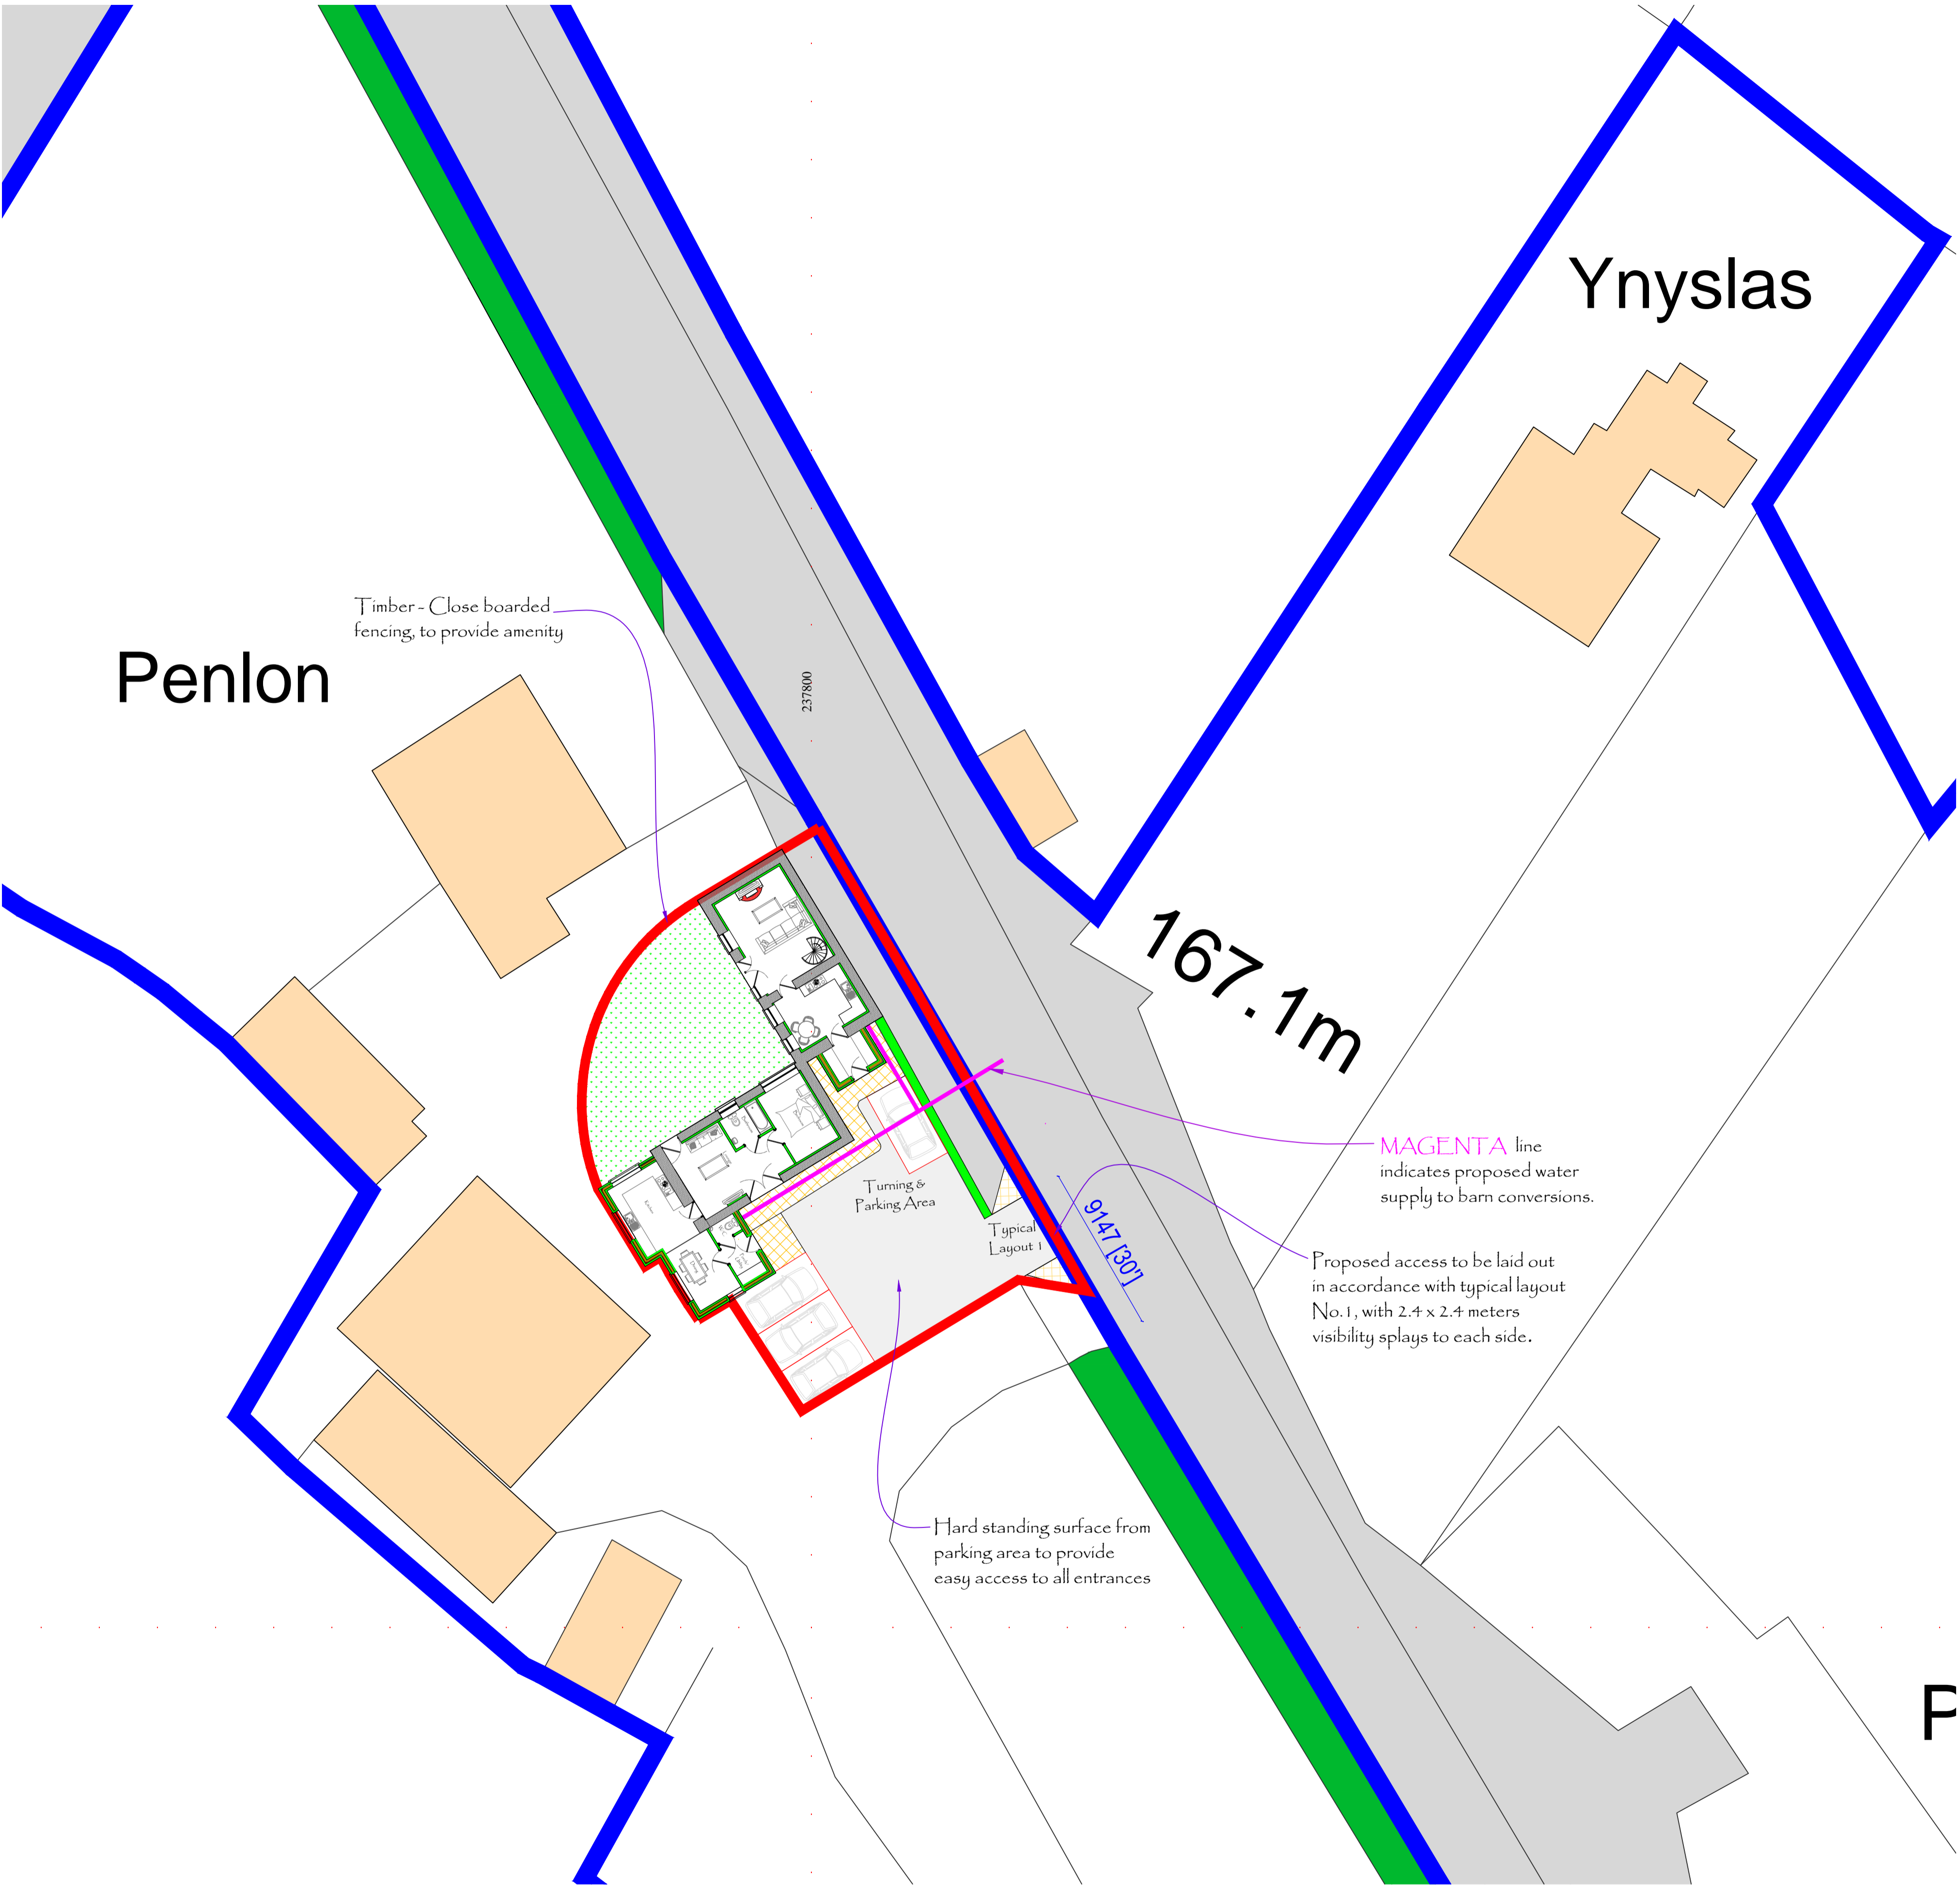 Ynyslas
Timber - Close boarded
fencing, to provide amenity
Penlon
237800
167.1m
MAGENTA line
indicates proposed water
supply to barn conversions.
Turning &
Parking Area
Typical
Layout 1
9147 [30']
Proposed access to be laid out
in accordance with typical layout
No.1, with 2.4 x 2.4 meters
visibility splays to each side.
Hard standing surface from
parking area to provide
easy access to all entrances
P